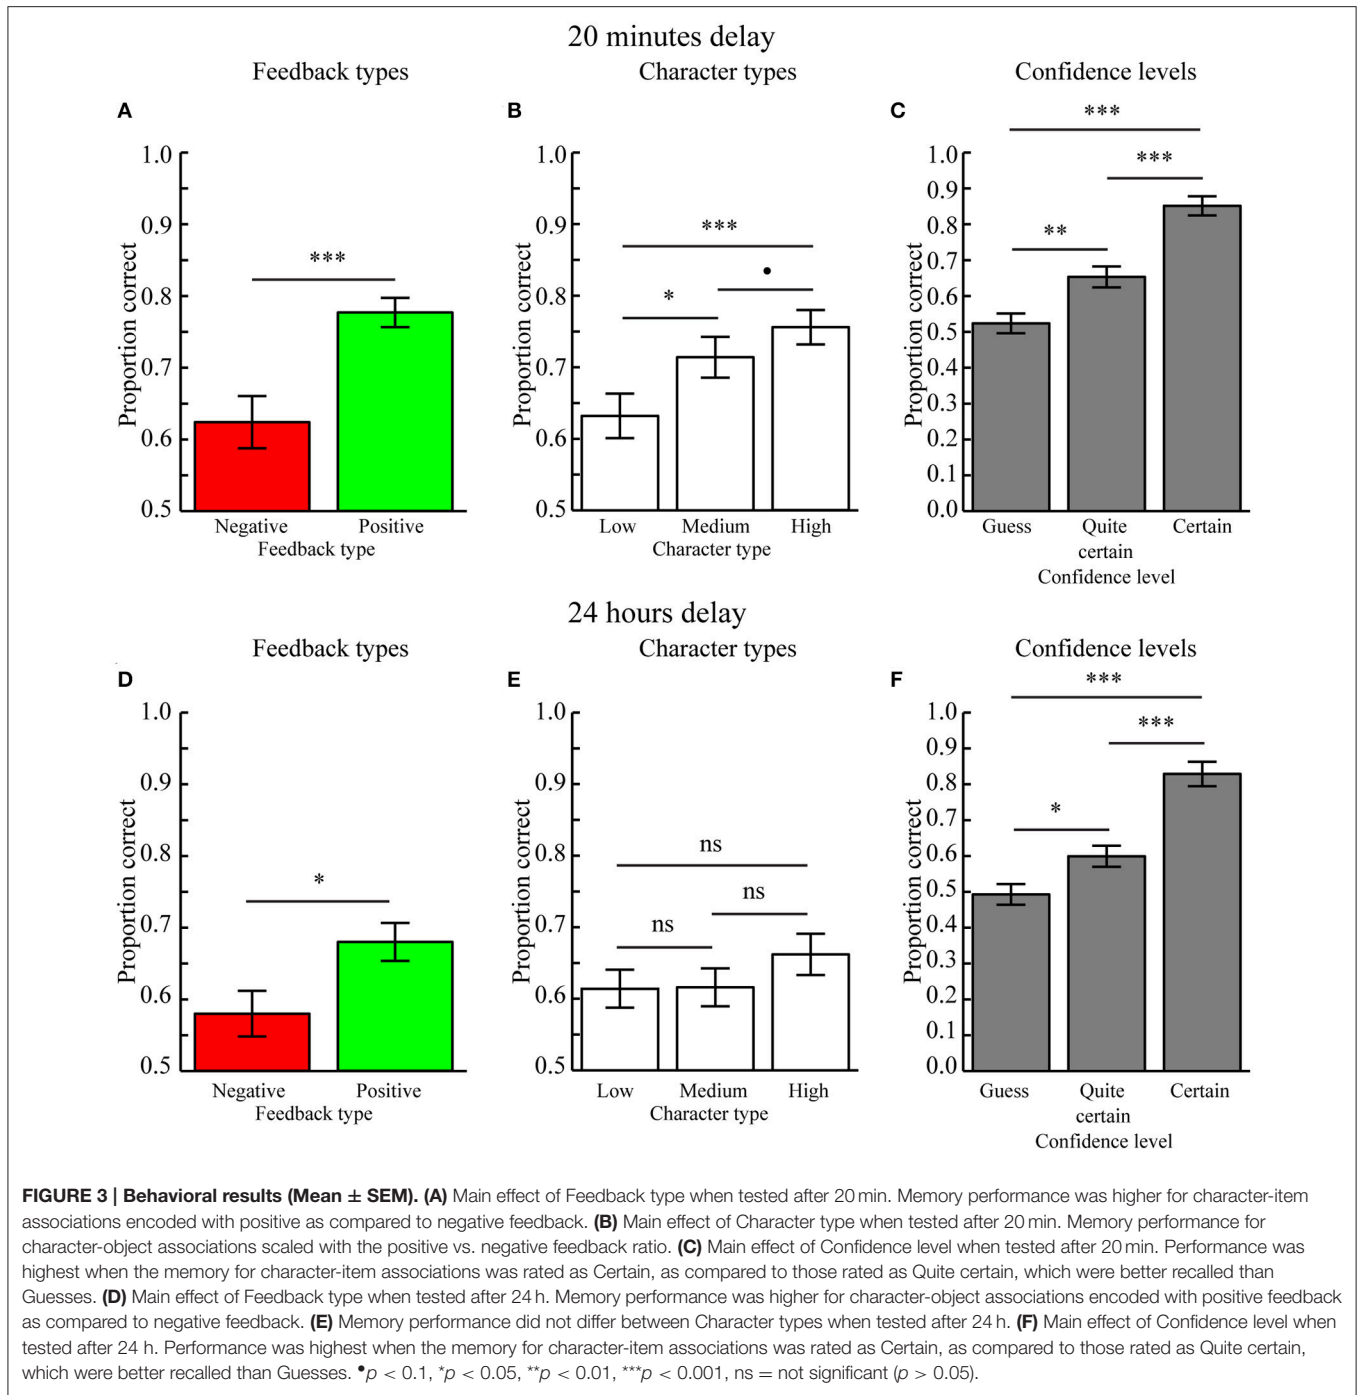 20 minutes delay
Feedback types
Character types
Confidence levels
A
B
C
Proportion correct
1.0
0.9
0.8
0.7
0.6
0.5
***
Negative
Positive
Feedback type
Proportion correct
1.0
0.9
0.8
0.7
0.6
0.5
***
*
•
Low
Medium
High
Character type
Proportion correct
1.0
0.9
0.8
0.7
0.6
0.5
0.4
0.3
0.2
0.1
0.0
***
***
**
Guess
Quite
certain
Certain
Confidence level
24 hours delay
Feedback types
Character types
Confidence levels
D
E
F
Proportion correct
1.0
0.9
0.8
0.7
0.6
0.5
*
Negative
Positive
Feedback type
Proportion correct
1.0
0.9
0.8
0.7
0.6
0.5
ns
ns
ns
Low
Medium
High
Character type
Proportion correct
1.0
0.9
0.8
0.7
0.6
0.5
0.4
0.3
0.2
0.1
0.0
***
***
*
Guess
Quite
certain
Certain
Confidence level
FIGURE 3 | Behavioral results (Mean ± SEM). (A) Main effect of Feedback type when tested after 20 min. Memory performance was higher for character-item
associations encoded with positive as compared to negative feedback. (B) Main effect of Character type when tested after 20 min. Memory performance for
character-object associations scaled with the positive vs. negative feedback ratio. (C) Main effect of Confidence level when tested after 20 min. Performance was
highest when the memory for character-item associations was rated as Certain, as compared to those rated as Quite certain, which were better recalled than
Guesses. (D) Main effect of Feedback type when tested after 24 h. Memory performance was higher for character-object associations encoded with positive feedback
as compared to negative feedback. (E) Memory performance did not differ between Character types when tested after 24 h. (F) Main effect of Confidence level when
tested after 24 h. Performance was highest when the memory for character-item associations was rated as Certain, as compared to those rated as Quite certain,
which were better recalled than Guesses. •p < 0.1, *p < 0.05, **p < 0.01, ***p < 0.001, ns = not significant (p > 0.05).